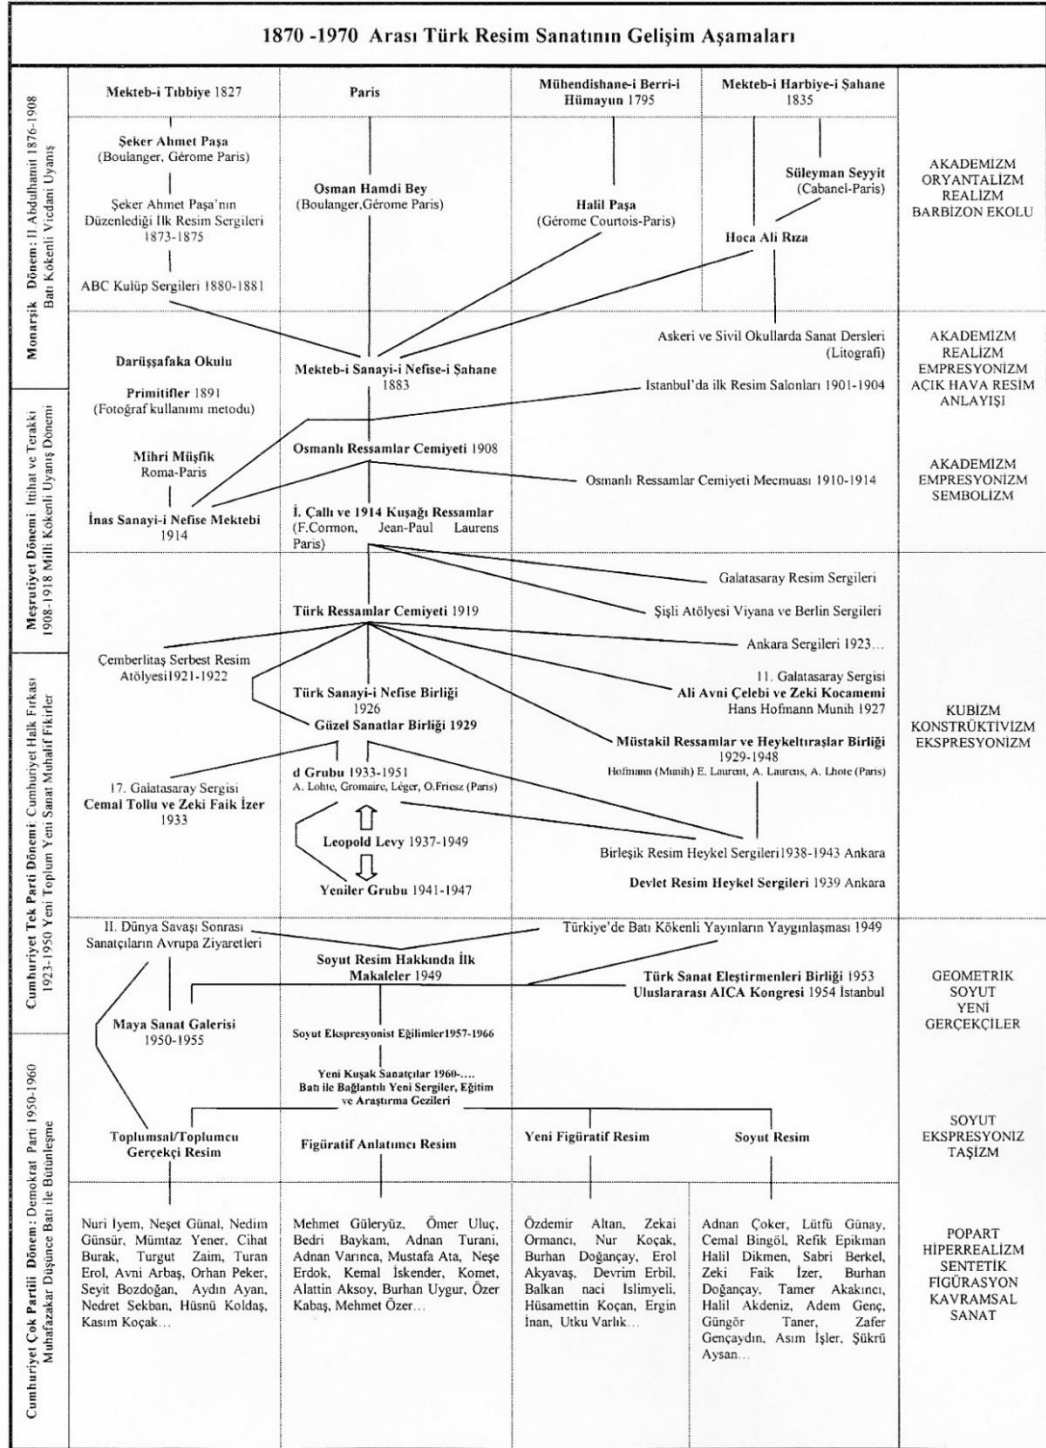 1870 -1970 Arası Türk Resim Sanatının Gelişim Aşamaları
Monarşik Dönem: II Abdulhamit 1876-1908
Batı Kökenli Vicdani Uyanış
Mekteb-i Tıbbiye 1827
Paris
Mühendishane-i Berri-i
Hümayun 1795
Mekteb-i Harbiye-i Şahane
1835
Şeker Ahmet Paşa
(Boulanger, Gérome Paris)
Şeker Ahmet Paşa'nın
Düzenlediği İlk Resim Sergileri
1873-1875
ABC Kulüp Sergileri 1880-1881
Osman Hamdi Bey
(Boulanger,Gérome Paris)
Halil Paşa
(Gérome Courtois-Paris)
Süleyman Seyyit
(Cabanel-Paris)
Hoca Ali Rıza
AKADEMİZM
ORYANTALİZM
REALİZM
BARBİZON EKOLU
Darüşşafaka Okulu
Primitifler 1891
(Fotoğraf kullanımı metodu)
Mekteb-i Sanayi-i Nefise-i Şahane
1883
Askeri ve Sivil Okullarda Sanat Dersleri
(Litografi)
İstanbul'da ilk Resim Salonları 1901-1904
AKADEMİZM
REALİZM
EMPRESYONİZM
AÇIK HAVA RESİM
ANLAYIŞI
Meşrutiyet Dönemi: İttihat ve Terakki
1908-1918 Milli Kökenli Uyanış Dönemi
Mihri Müşfik
Roma-Paris
İnas Sanayi-i Nefise Mektebi
1914
Osmanlı Ressamlar Cemiyeti 1908
İ. Çallı ve 1914 Kuşağı Ressamlar
(F.Cormon, Jean-Paul Laurens
Paris)
Osmanlı Ressamlar Cemiyeti Mecmuası 1910-1914
AKADEMİZM
EMPRESYONİZM
SEMBOLİZM
Galatasaray Resim Sergileri
Türk Ressamlar Cemiyeti 1919
Şişli Atölyesi Viyana ve Berlin Sergileri
Ankara Sergileri 1923…
Cumhuriyet Tek Parti Dönemi: Cumhuriyet Halk Fırkası
1923-1950 Yeni Toplum Yeni Sanat Muhalif Fikirler
Çemberlitaş Serbest Resim
Atölyesi1921-1922
Türk Sanayi-i Nefise Birliği
1926
Güzel Sanatlar Birliği 1929
11. Galatasaray Sergisi
Ali Avni Çelebi ve Zeki Kocamemi
Hans Hofmann Munih 1927
Müstakil Ressamlar ve Heykeltıraşlar Birliği
1929-1948
Hofmann (Munih) E. Laurent, A. Laurens, A. Lhote (Paris)
KUBİZM
KONSTRÜKTİVİZM
EKSPRESYONİZM
17. Galatasaray Sergisi
Cemal Tollu ve Zeki Faik İzer
1933
d Grubu 1933-1951
A. Lohte, Gromaire, Léger, O.Friesz (Paris)
Leopold Levy 1937-1949
Yeniler Grubu 1941-1947
Birleşik Resim Heykel Sergileri1938-1943 Ankara
Devlet Resim Heykel Sergileri 1939 Ankara
II. Dünya Savaşı Sonrası
Sanatçıların Avrupa Ziyaretleri
Soyut Resim Hakkında İlk
Makaleler 1949
Türkiye'de Batı Kökenli Yayınların Yaygınlaşması 1949
Türk Sanat Eleştirmenleri Birliği 1953
Uluslararası AICA Kongresi 1954 İstanbul
GEOMETRİK
SOYUT
YENİ
GERÇEKÇİLER
Maya Sanat Galerisi
1950-1955
Soyut Ekspresyonist Eğilimler1957-1966
Cumhuriyet Çok Partili Dönem: Demokrat Parti 1950-1960
Muhafazakar Düşünce Batı ile Bütünleşme
Yeni Kuşak Sanatçılar 1960-....
Batı ile Bağlantılı Yeni Sergiler, Eğitim
ve Araştırma Gezileri
Toplumsal/Toplumcu
Gerçekçi Resim
Figüratif Anlatımcı Resim
Yeni Figüratif Resim
Soyut Resim
SOYUT
EKSPRESYONİZ
TAŞİZM
Nuri İyem, Neşet Günal, Nedim
Günsür, Mümtaz Yener, Cihat
Burak, Turgut Zaim, Turan
Erol, Avni Arbaş, Orhan Peker,
Seyit Bozdoğan, Aydın Ayan,
Nedret Sekban, Hüsnü Koldaş,
Kasım Koçak…
Mehmet Güleryüz, Ömer Uluç,
Bedri Baykam, Adnan Turani,
Adnan Varınca, Mustafa Ata, Neşe
Erdok, Kemal İskender, Komet,
Alattin Aksoy, Burhan Uygur, Özer
Kabaş, Mehmet Özer…
Özdemir Altan, Zekai
Ormancı, Nur Koçak,
Burhan Doğançay, Erol
Akyavaş, Devrim Erbil,
Balkan naci İslimyeli,
Hüsamettin Koçan, Ergin
İnan, Utku Varlık…
Adnan Çoker, Lütfü Günay,
Cemal Bingöl, Refik Epikman
Halil Dikmen, Sabri Berkel,
Zeki Faik İzer, Burhan
Doğançay, Tamer Akakıncı,
Halil Akdeniz, Adem Genç,
Güngör Taner, Zafer
Gençaydın, Asım İşler, Şükrü
Aysan…
POPART
HİPERREALİZM
SENTETİK
FİGÜRASYON
KAVRAMSAL
SANAT